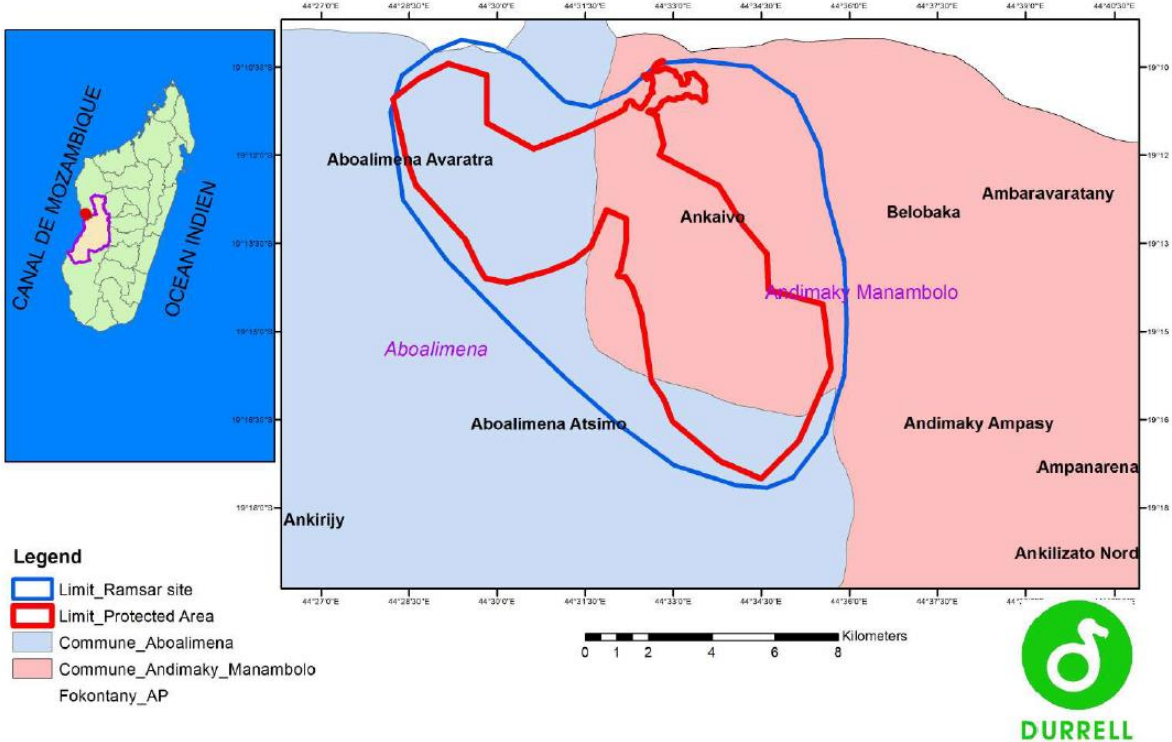 44°27'0"E 44°28'30"E 44°30'0"E 44°31'30"E 44°33'0"E 44°34'30"E 44°36'0"E 44°37'30"E 44°39'0"E 44°40'30"E
19°10'30"S
19°10
19°12'0"S
19°12
19°13'30"S
19°13
19°15'0"S
19°15
19°16'30"S
19°16
19°18'0"S
19°18
CANAL DE MOZAMBIQUE
OCEAN INDIEN
Aboalimena Avaratra
Ambaravaratany
Ankaivo
Belobaka
Andimaky Manambolo
Aboalimena
Aboalimena Atsimo
Andimaky Ampasy
Ampanarena
Ankirijy
Ankilizato Nord
44°27'0"E 44°28'30"E 44°30'0"E 44°31'30"E 44°33'0"E 44°34'30"E 44°36'0"E 44°37'30"E 44°40'30"E
Legend
Limit_Ramsar site
Limit_Protected Area
Commune_Aboalimena
Commune_Andimaky_Manambolo
Fokontany_AP
Kilometers
0 1 2 4 6 8
DURRELL